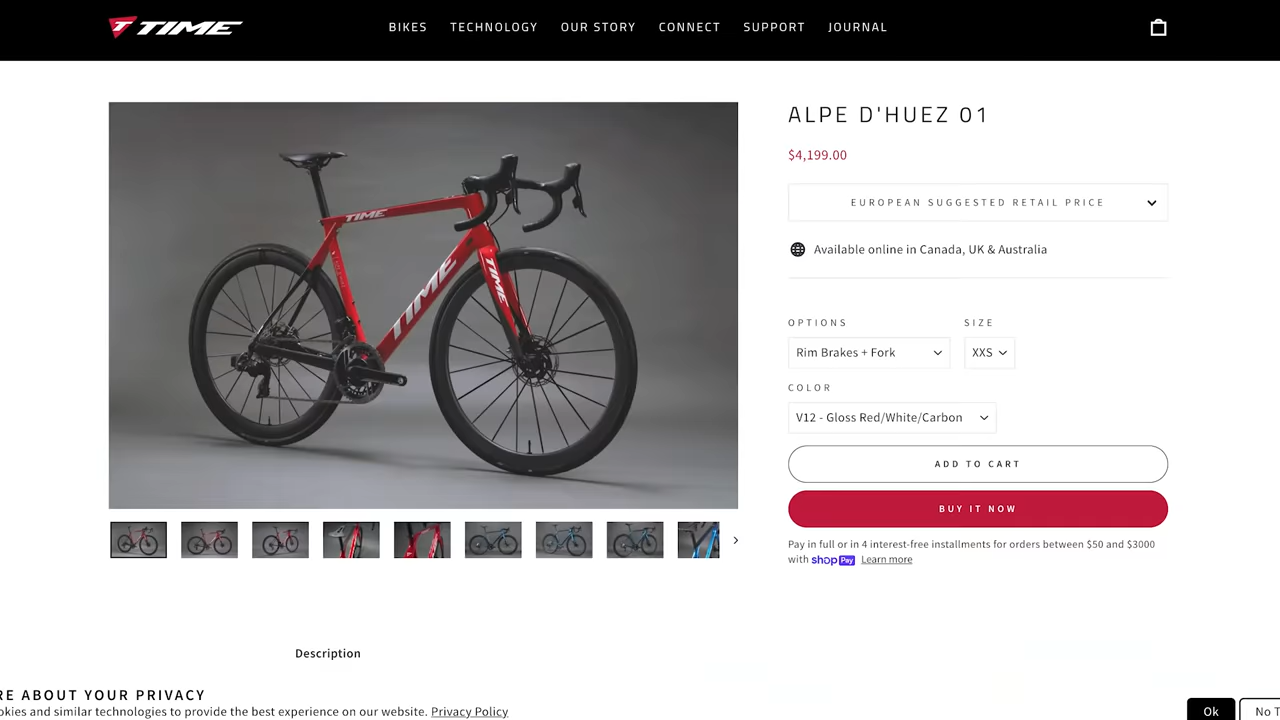 TIME
BIKES TECHNOLOGY OUR STORY CONNECT SUPPORT JOURNAL
ALPE D'HUEZ 01
$4,199.00
EUROPEAN SUGGESTED RETAIL PRICE
Available online in Canada, UK & Australia
TIME
TIME
TIME
OPTIONS SIZE
Rim Brakes + Fork XXS
COLOR
V12 - Gloss Red/White/Carbon
ADD TO CART
BUY IT NOW
Pay in full or in 4 interest-free installments for orders between $50 and $3000
with shop Pay Learn more
Description
RE ABOUT YOUR PRIVACY
okies and similar technologies to provide the best experience on our website. Privacy Policy
Ok No T